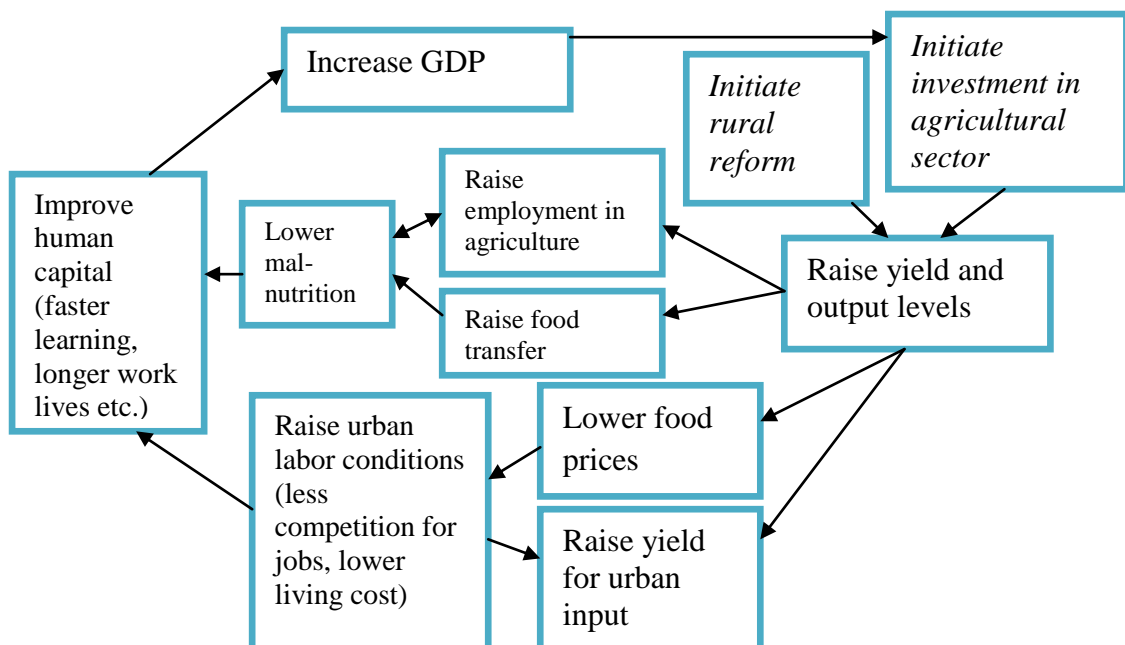 Increase GDP
Initiate
investment in
agricultural
sector
Initiate
rural
reform
Raise
employment in
agriculture
Improve
human
capital
(faster
learning,
longer work
lives etc.)
Lower
mal-
nutrition
Raise yield and
output levels
Raise food
transfer
Lower food
prices
Raise urban
labor conditions
(less
competition for
jobs, lower
living cost)
Raise yield
for urban
input